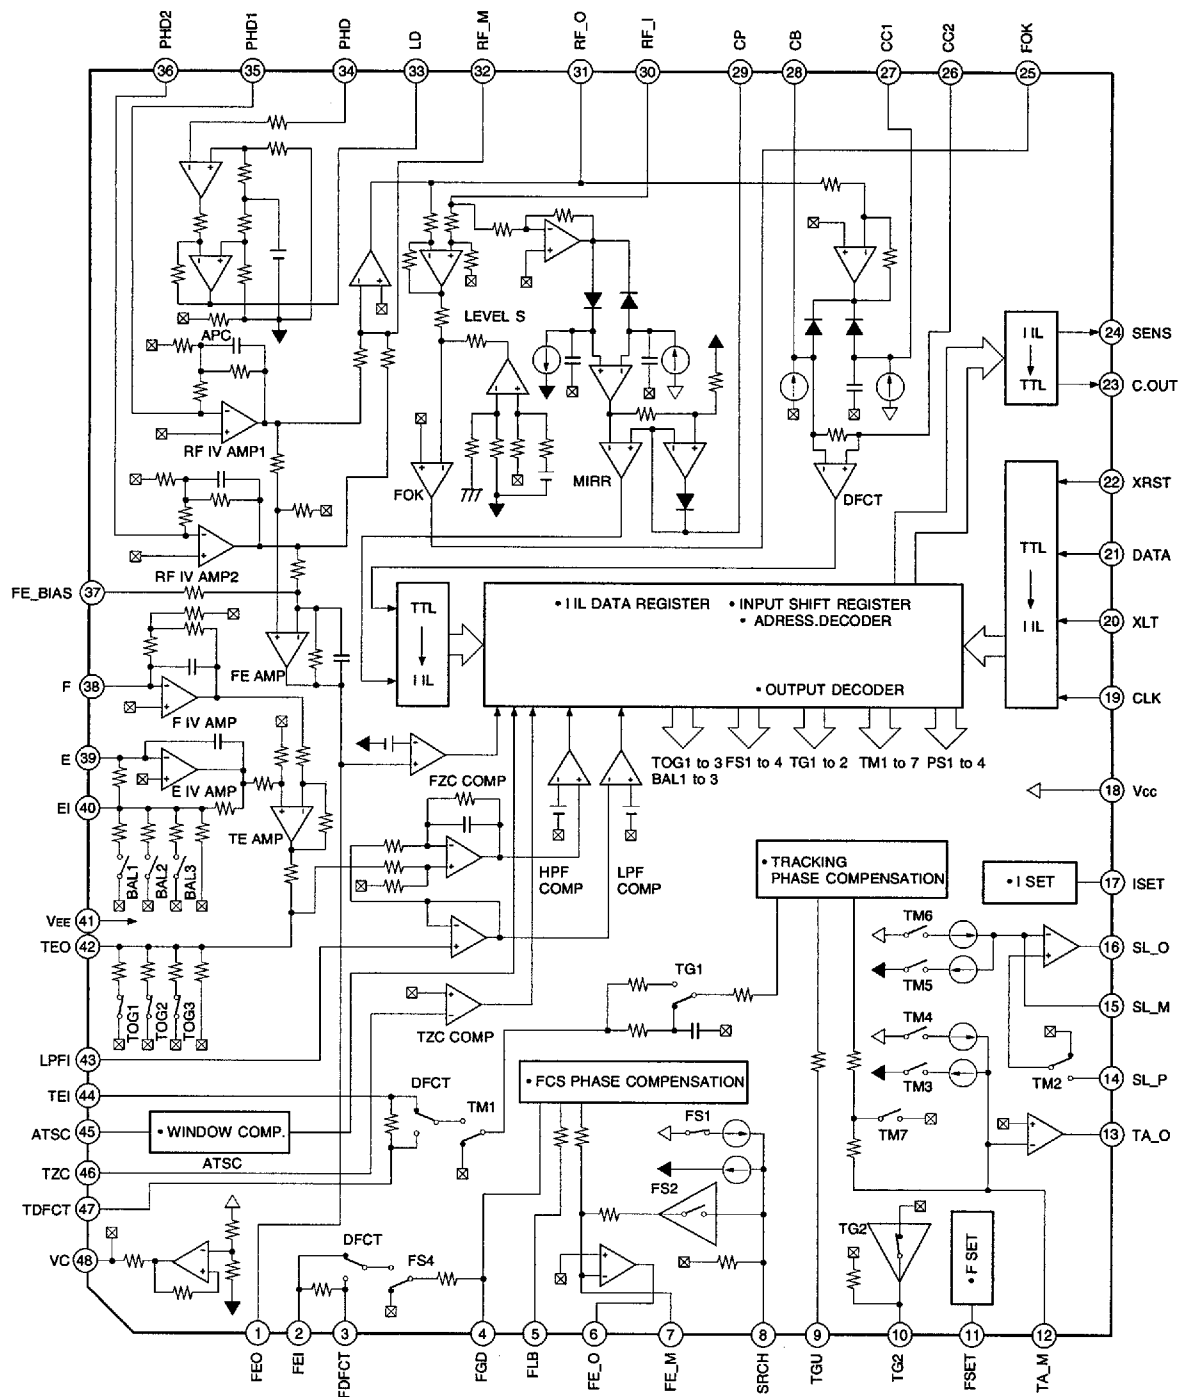 PHD2
PHD1
PHD
LD
RF_M
RF_O
RF_I
CP
CB
CC1
CC2
FOK
36
35
34
33
32
31
30
29
28
27
26
25
APC
LEVEL S
IIL
TTL
24 SENS
23 C.OUT
RF IV AMP1
FOK
MIRR
DFCT
22 XRST
TTL
IIL
21 DATA
20 XLT
19 CLK
RF IV AMP2
FE_BIAS 37
TTL
IIL
• IIL DATA REGISTER
• INPUT SHIFT REGISTER
• ADRESS.DECODER
• OUTPUT DECODER
FE AMP
F 38
F IV AMP
E 39
E IV AMP
EI 40
TE AMP
FZC COMP
TOG1 to 3 FS1 to 4 TG1 to 2 TM1 to 7 PS1 to 4
BAL1 to 3
18 Vcc
BAL1
BAL2
BAL3
HPF
COMP
LPF
COMP
• TRACKING
PHASE COMPENSATION
• I SET
17 ISET
VEE 41
TEO 42
TM6
16 SL_O
TM5
15 SL_M
TOG1
TOG2
TOG3
TG1
TZC COMP
TM4
TM3
TM2
14 SL_P
LPFI 43
TEI 44
DFCT
TM1
• FCS PHASE COMPENSATION
ATSC 45
• WINDOW COMP.
ATSC
FS1
TM7
13 TA_O
TZC 46
TDFCT 47
FS2
VC 48
DFCT
FS4
TG2
• F SET
1
2
3
4
5
6
7
8
9
10
11
12
FEO
FEI
FDFCT
FGD
FLB
FE_O
FE_M
SRCH
TGU
TG2
FSET
TA_M